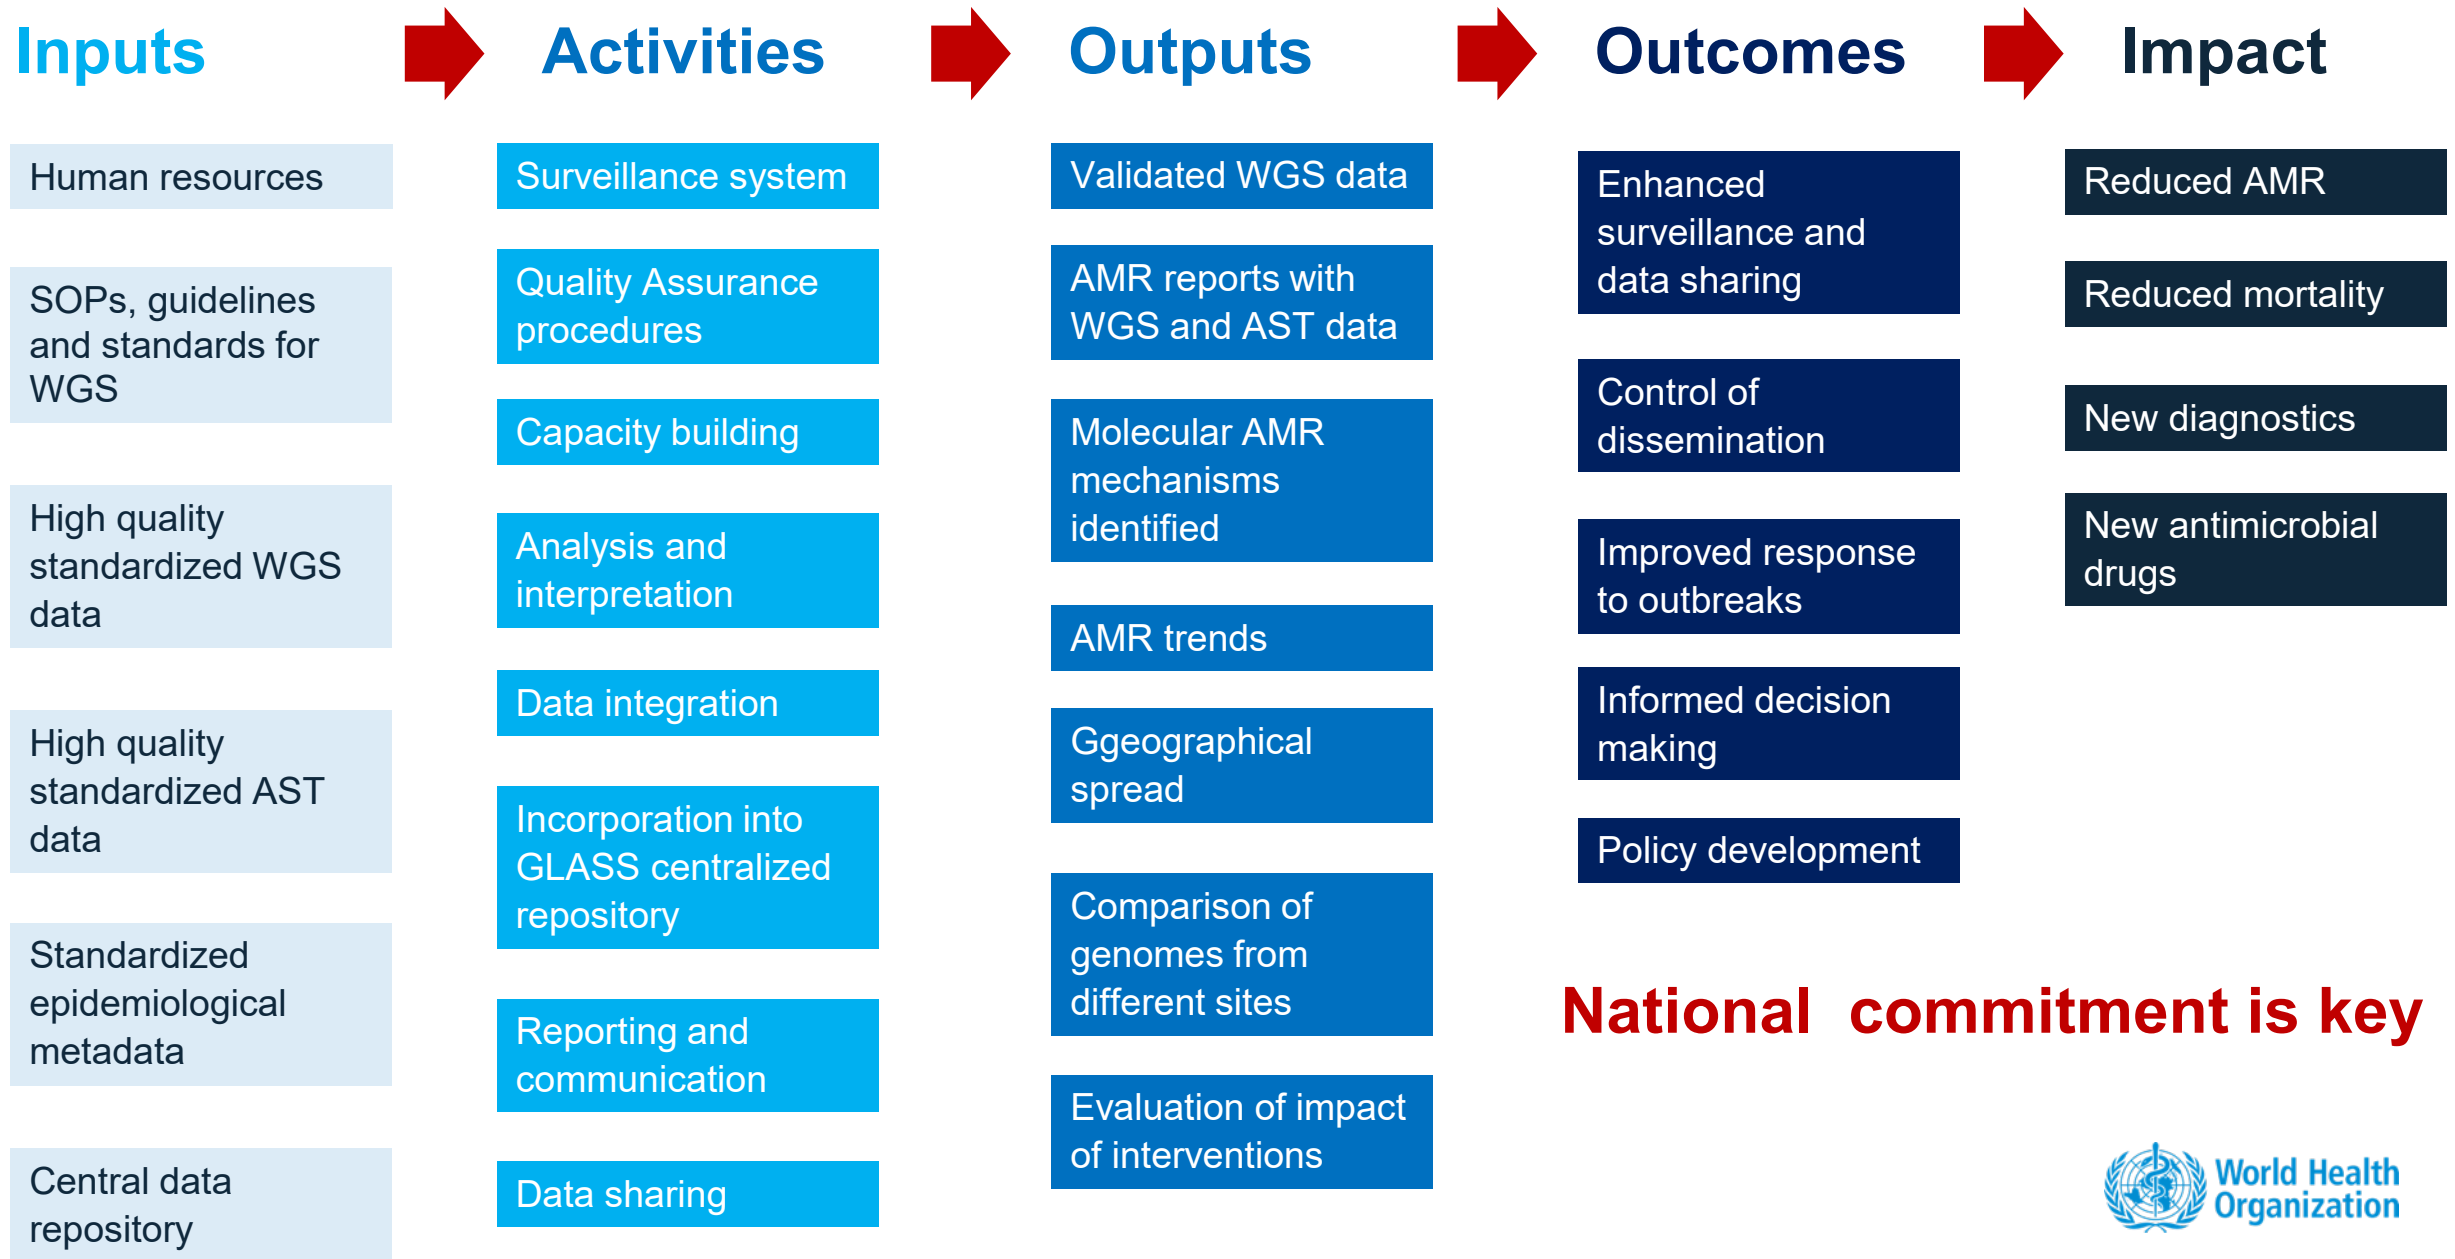 Inputs
Activities
Outputs
Outcomes
Impact
Human resources
SOPs, guidelines
and standards for
WGS
High quality
standardized WGS
data
High quality
standardized AST
data
Standardized
epidemiological
metadata
Central data
repository
Surveillance system
Quality Assurance
procedures
Capacity building
Analysis and
interpretation
Data integration
Incorporation into
GLASS centralized
repository
Reporting and
communication
Data sharing
Validated WGS data
AMR reports with
WGS and AST data
Molecular AMR
mechanisms
identified
AMR trends
Ggeographical
spread
Comparison of
genomes from
different sites
Evaluation of impact
of interventions
Enhanced
surveillance and
data sharing
Control of
dissemination
Improved response
to outbreaks
Informed decision
making
Policy development
Reduced AMR
Reduced mortality
New diagnostics
New antimicrobial
drugs
National  commitment is key
World Health
Organization